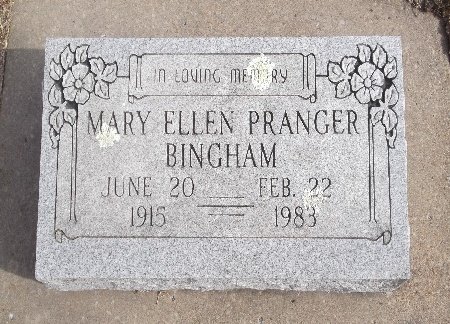 IN LOVING MEMORY
MARY ELLEN PRANGER
BINGHAM
JUNE 20 — FEB. 22
1915 — 1983